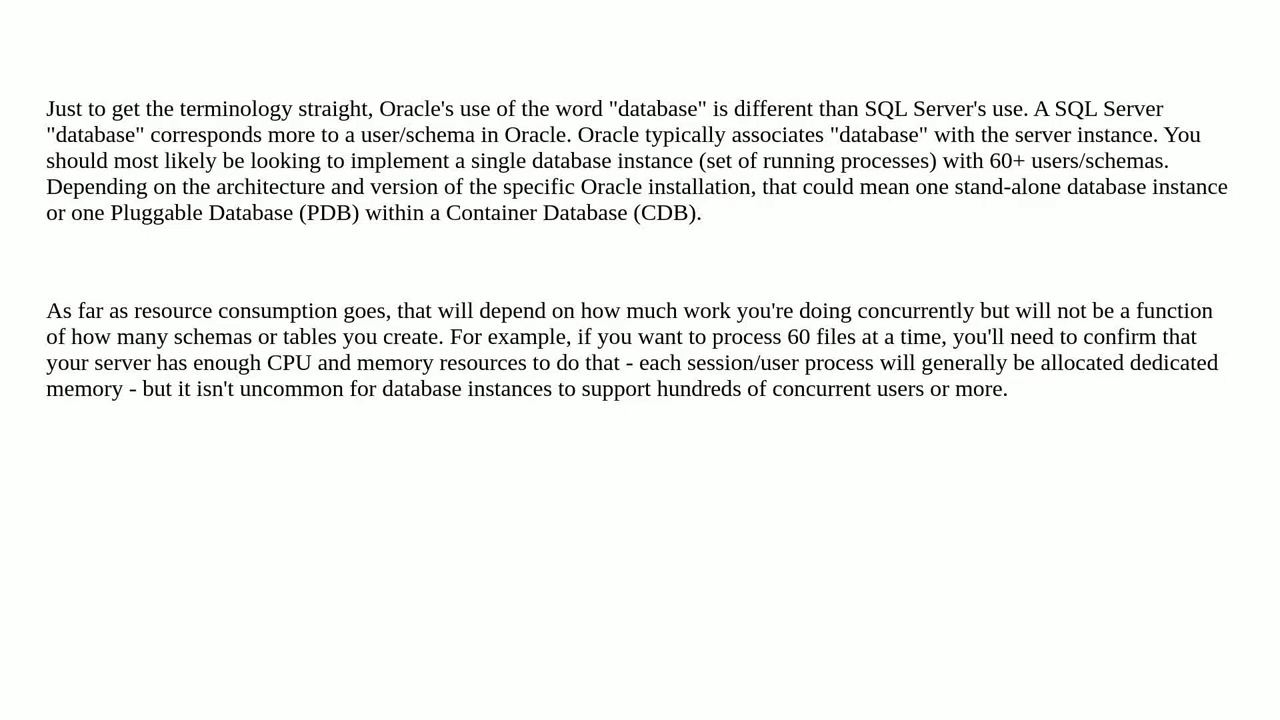 Just to get the terminology straight, Oracle's use of the word "database" is different than SQL Server's use. A SQL Server
"database" corresponds more to a user/schema in Oracle. Oracle typically associates "database" with the server instance. You
should most likely be looking to implement a single database instance (set of running processes) with 60+ users/schemas.
Depending on the architecture and version of the specific Oracle installation, that could mean one stand-alone database instance
or one Pluggable Database (PDB) within a Container Database (CDB).
As far as resource consumption goes, that will depend on how much work you're doing concurrently but will not be a function
of how many schemas or tables you create. For example, if you want to process 60 files at a time, you'll need to confirm that
your server has enough CPU and memory resources to do that - each session/user process will generally be allocated dedicated
memory - but it isn't uncommon for database instances to support hundreds of concurrent users or more.